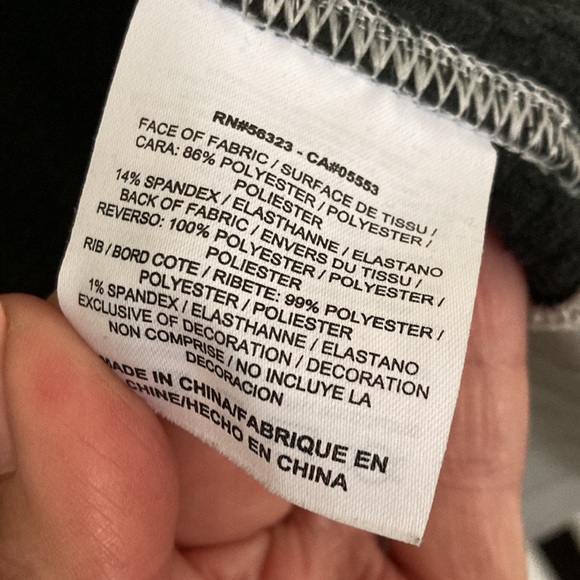 RN#56323 - CA#05553
FACE OF FABRIC / SURFACE DE TISSU /
CARA: 86% POLYESTER / POLYESTER /
POLIESTER
14% SPANDEX / ELASTHANNE / ELASTANO
BACK OF FABRIC / ENVERS DU TISSU /
REVERSO: 100% POLYESTER / POLYESTER /
POLIESTER
RIB / BORD COTE / RIBETE: 99% POLYESTER /
POLYESTER / POLIESTER
1% SPANDEX / ELASTHANNE / ELASTANO
EXCLUSIVE OF DECORATION / DECORATION
NON COMPRISE / NO INCLUYE LA
DECORACION
MADE IN CHINA/FABRIQUE EN
CHINE/HECHO EN CHINA